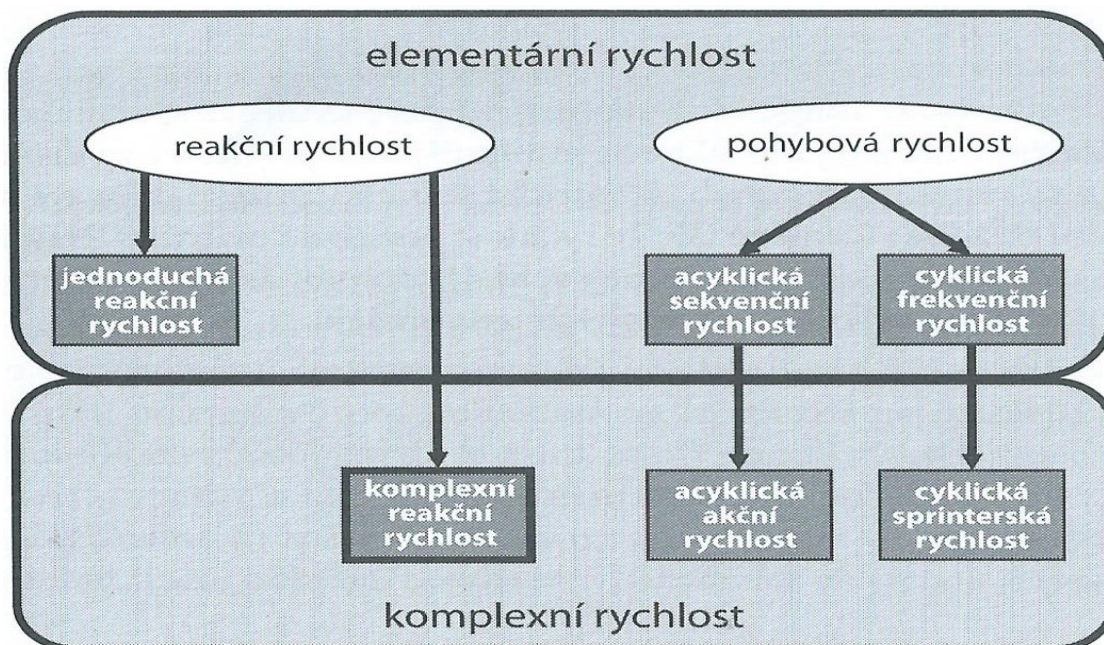 elementární rychlost
reakční rychlost
pohybová rychlost
jednoduchá
reakční
rychlost
acyklická
sekvenční
rychlost
cyklická
frekvenční
rychlost
komplexní
reakční
rychlost
acyklická
akční
rychlost
cyklická
sprinterská
rychlost
komplexní rychlost